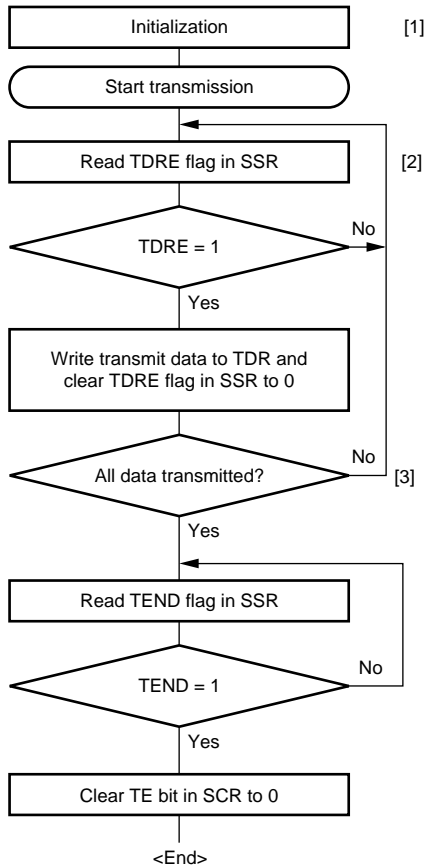 Initialization
[1]
Start transmission
Read TDRE flag in SSR
[2]
No
TDRE = 1
Yes
Write transmit data to TDR and
clear TDRE flag in SSR to 0
No
All data transmitted?
[3]
Yes
Read TEND flag in SSR
No
TEND = 1
Yes
Clear TE bit in SCR to 0
<End>